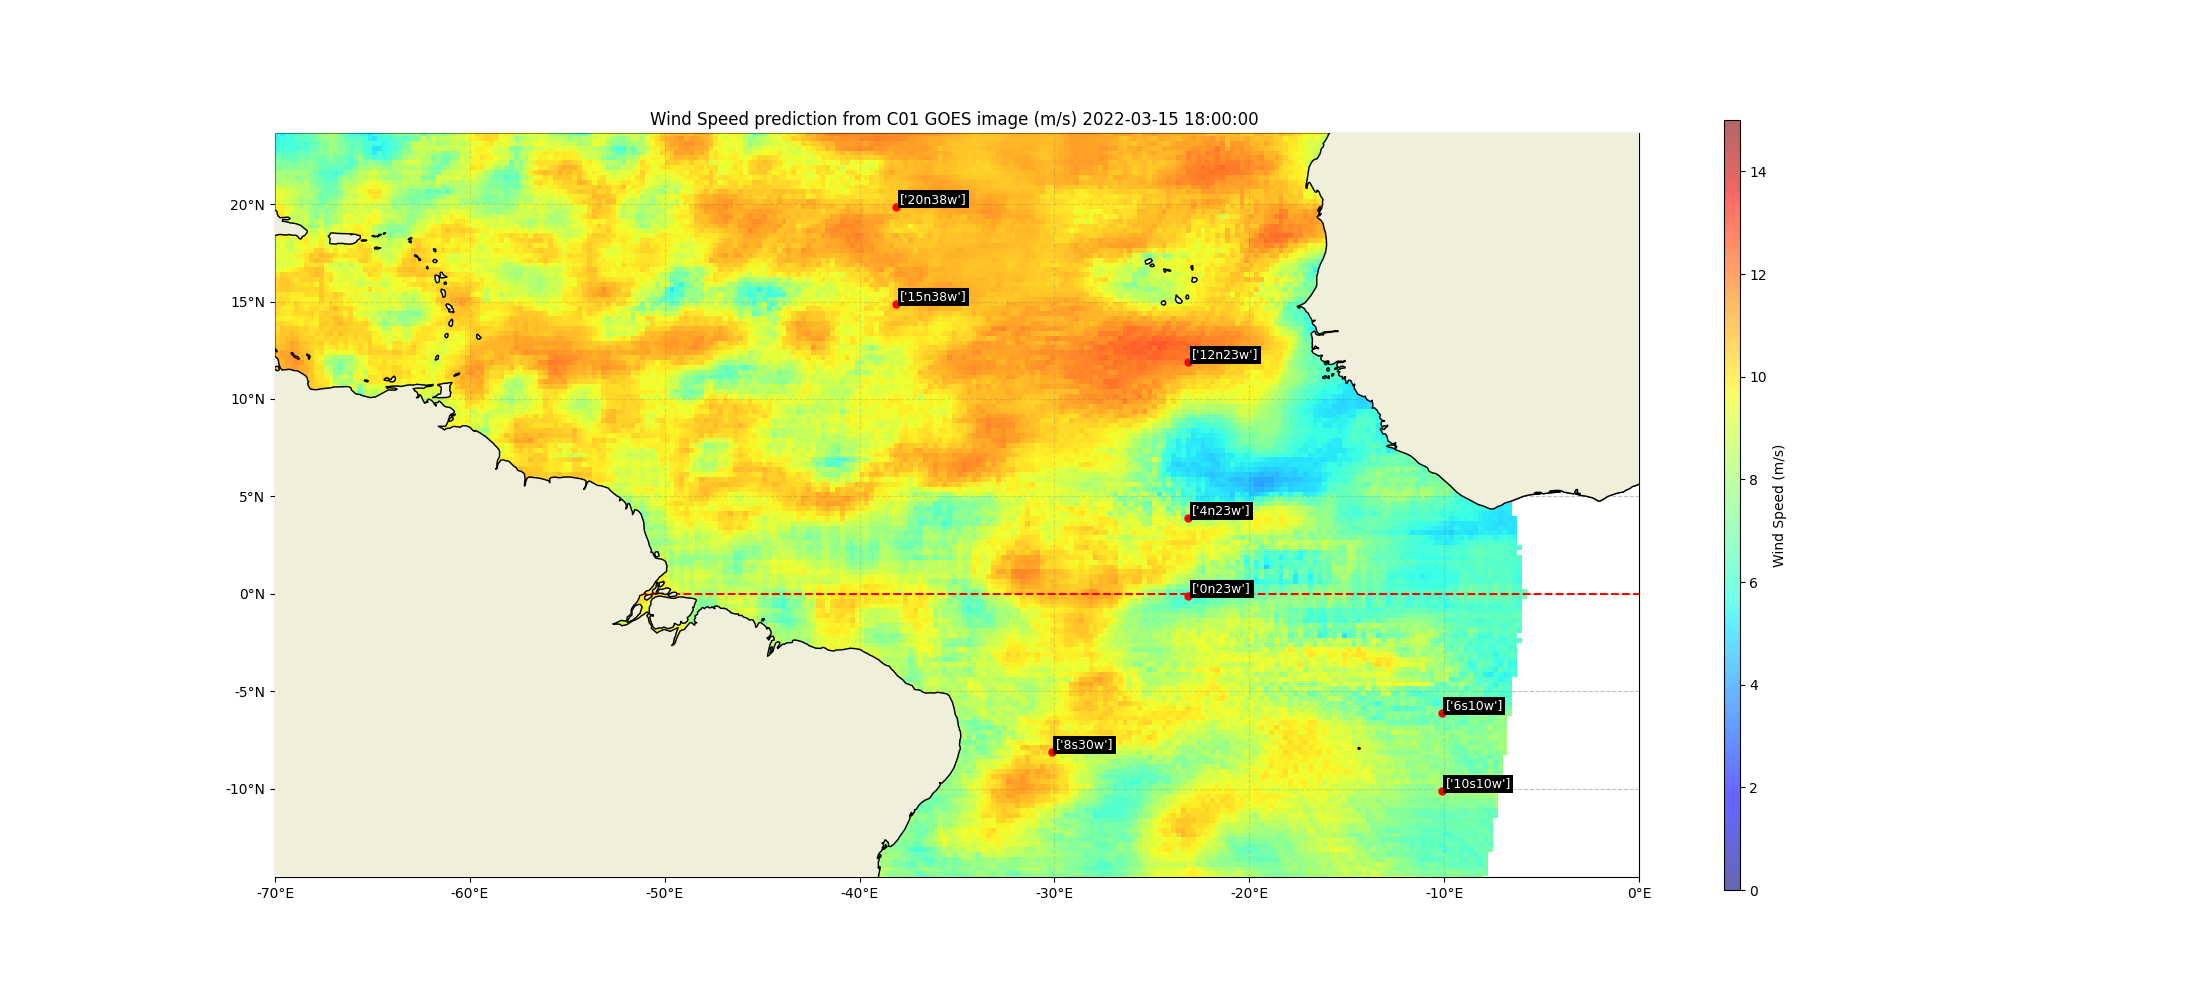 Wind Speed prediction from C01 GOES image (m/s) 2022-03-15 18:00:00
20°N
15°N
10°N
5°N
0°N
-5°N
-10°N
['20n38w']
['15n38w']
['12n23w']
['4n23w']
['0n23w']
['6s10w']
['8s30w']
['10s10w']
-70°E -60°E -50°E -40°E -30°E -20°E -10°E 0°E
14
12
10
8
6
4
2
0
Wind Speed (m/s)